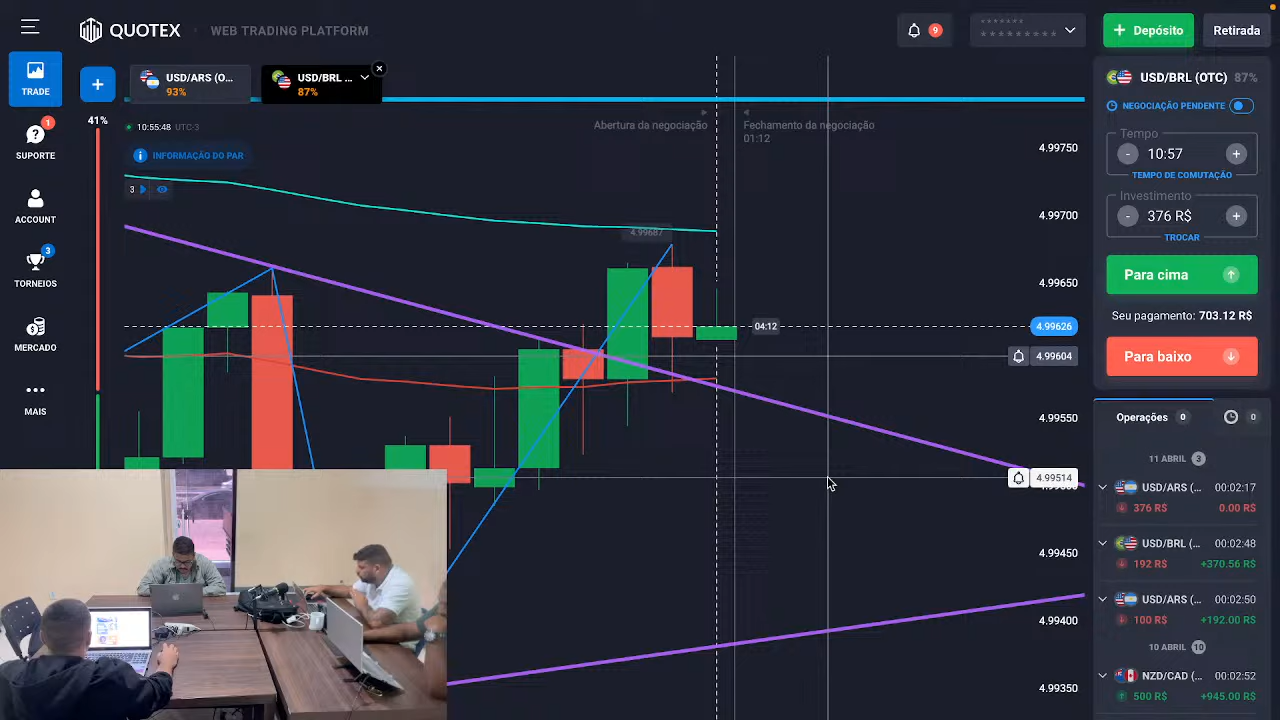 QUOTEX
WEB TRADING PLATFORM
9
*******
*********
+ Depósito
Retirada
TRADE
+
USD/ARS (O...
93%
USD/BRL ...
87%
USD/BRL (OTC) 87%
NEGOCIAÇÃO PENDENTE
41%
10:55:48 UTC-3
Abertura da negociação
Fechamento da negociação
01:12
INFORMAÇÃO DO PAR
3
1
SUPORTE
ACCOUNT
3
TORNEIOS
MERCADO
MAIS
4.99687
04:12
4.99750
4.99700
4.99650
4.99626
4.99604
4.99550
4.99514
4.99450
4.99400
4.99350
Tempo
- 10:57 +
TEMPO DE COMUTAÇÃO
Investimento
- 376 R$ +
TROCAR
Para cima
Seu pagamento: 703.12 R$
Para baixo
Operações 0
0
11 ABRIL 3
USD/ARS (... 00:02:17
376 R$ 0.00 R$
USD/BRL (... 00:02:48
192 R$ +370.56 R$
USD/ARS (... 00:02:50
100 R$ +192.00 R$
10 ABRIL 10
NZD/CAD (... 00:02:52
500 R$ +945.00 R$